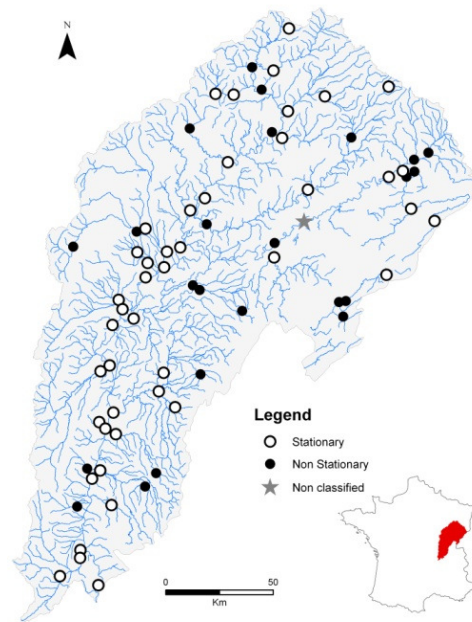 N
Legend
Stationary
Non Stationary
Non classified
0 50
Km